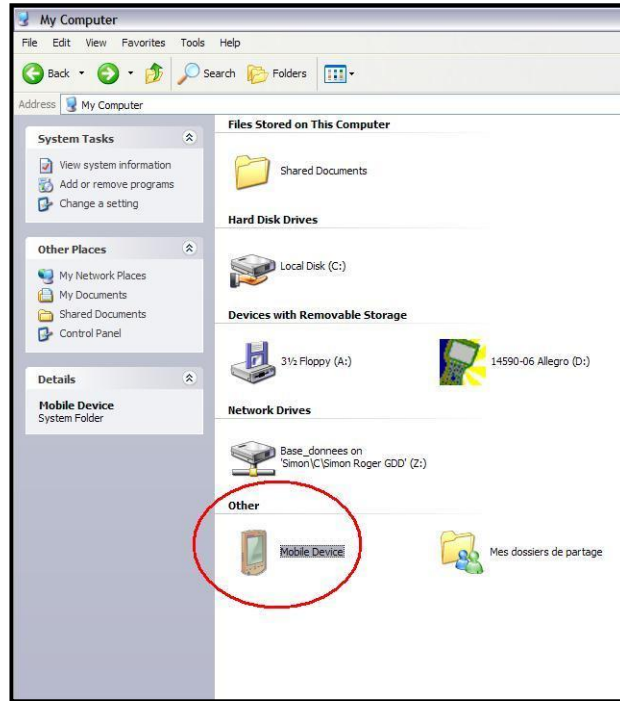 My Computer
File Edit View Favorites Tools Help
Back Search Folders
Address My Computer
System Tasks
View system information
Add or remove programs
Change a setting
Other Places
My Network Places
My Documents
Shared Documents
Control Panel
Details
Mobile Device
System Folder
Files Stored on This Computer
Shared Documents
Hard Disk Drives
Local Disk (C:)
Devices with Removable Storage
3½ Floppy (A:)
14590-06 Allegro (D:)
Network Drives
Base_donnees on
'Simon\C\Simon Roger GDD' (Z:)
Other
Mobile Device
Mes dossiers de partage